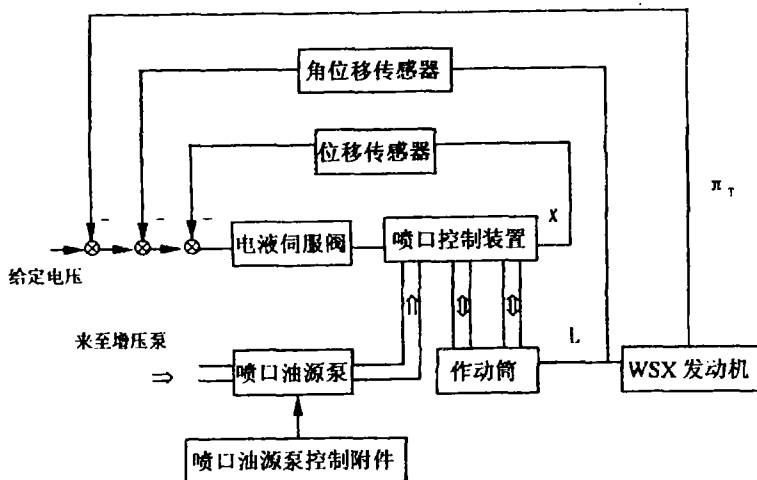 角位移传感器
位移传感器
π_T
X
电液伺服阀
喷口控制装置
给定电压
来至增压泵
L
喷口油源泵
作动筒
WSX 发动机
喷口油源泵控制附件